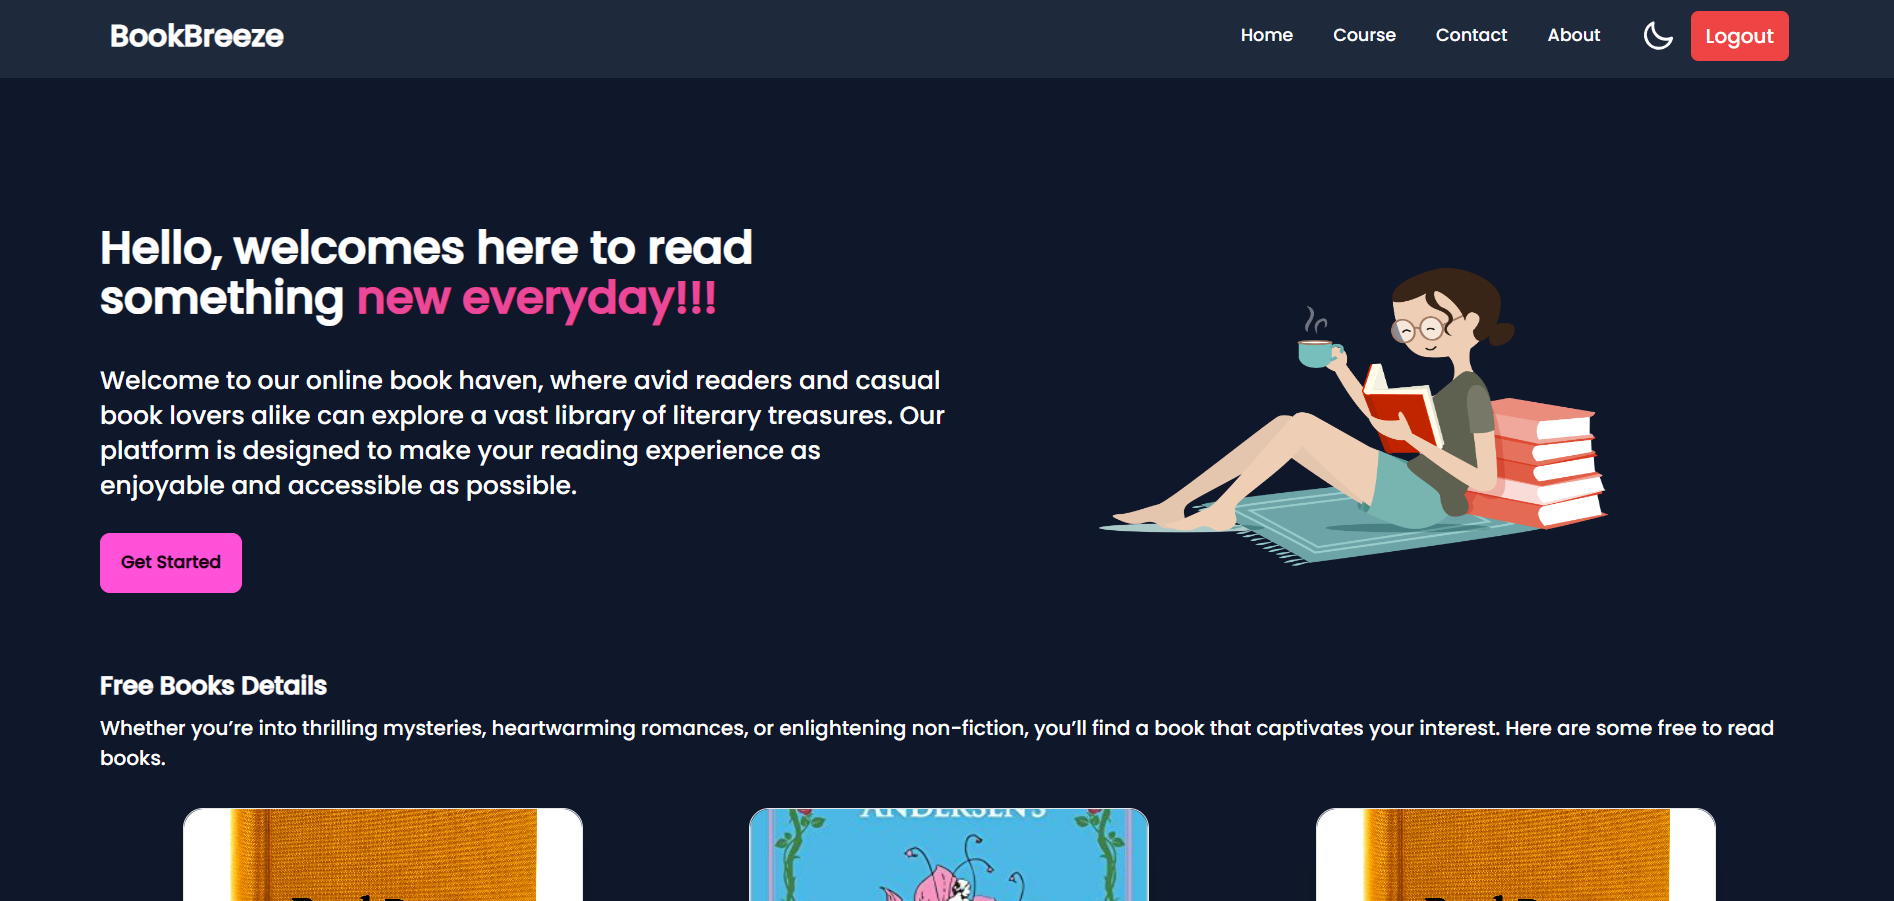 BookBreeze
Home Course Contact About Logout
Hello, welcomes here to read
something new everyday!!!
Welcome to our online book haven, where avid readers and casual
book lovers alike can explore a vast library of literary treasures. Our
platform is designed to make your reading experience as
enjoyable and accessible as possible.
Get Started
Free Books Details
Whether you’re into thrilling mysteries, heartwarming romances, or enlightening non-fiction, you’ll find a book that captivates your interest. Here are some free to read
books.
ANDERSEN'S